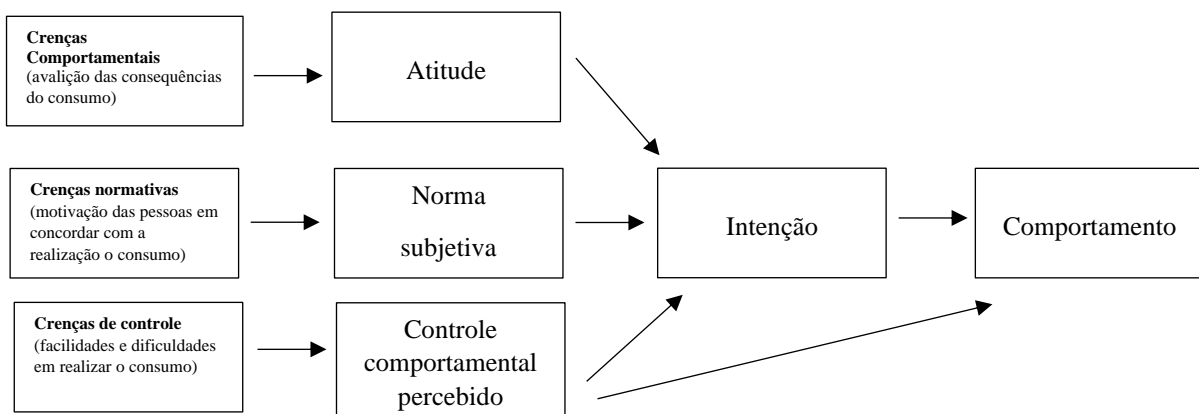 Crenças
Comportamentais
(avalição das consequências
do consumo)
Atitude
Crenças normativas
(motivação das pessoas em
concordar com a
realização o consumo)
Norma
subjetiva
Intenção
Comportamento
Crenças de controle
(facilidades e dificuldades
em realizar o consumo)
Controle
comportamental
percebido